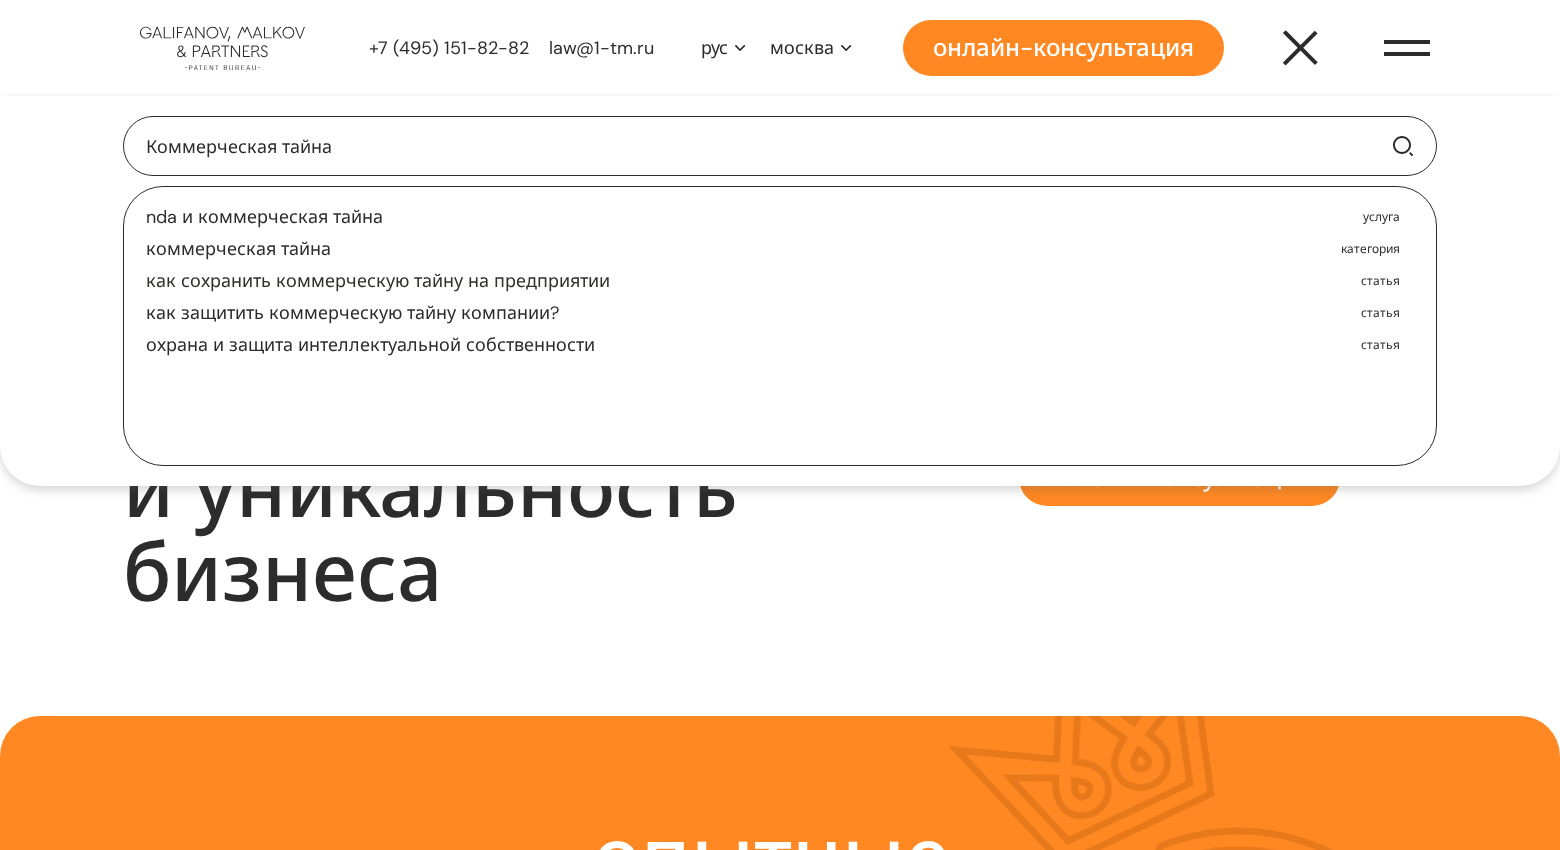 GALIFANOV, MALKOV
& PARTNERS
-PATENT BUREAU-
+7 (495) 151-82-82
law@1-tm.ru
рус
москва
онлайн-консультация
Коммерческая тайна
nda и коммерческая тайна услуга
коммерческая тайна категория
как сохранить коммерческую тайну на предприятии статья
как защитить коммерческую тайну компании? статья
охрана и защита интеллектуальной собственности статья
и уникальность
бизнеса
опытные